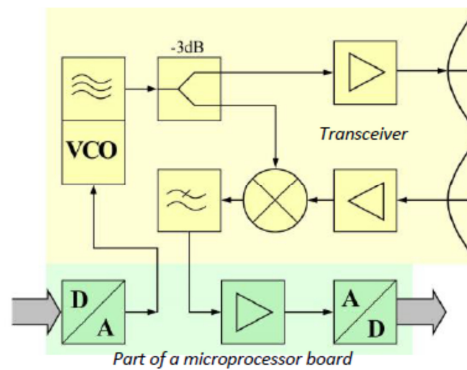 -3dB
VCO
Transceiver
D
A
A
D
Part of a microprocessor board